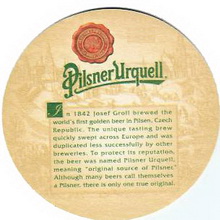 Pilsner Urquell
In 1842 Josef Groll brewed the
world's first golden beer in Pilsen, Czech
Republic. The unique tasting brew
quickly swept across Europe and was
duplicated less successfully by other
breweries. To protect its reputation,
the beer was named Pilsner Urquell,
meaning "original source of Pilsner."
Although many beers call themselves
a Pilsner, there is only one true original.